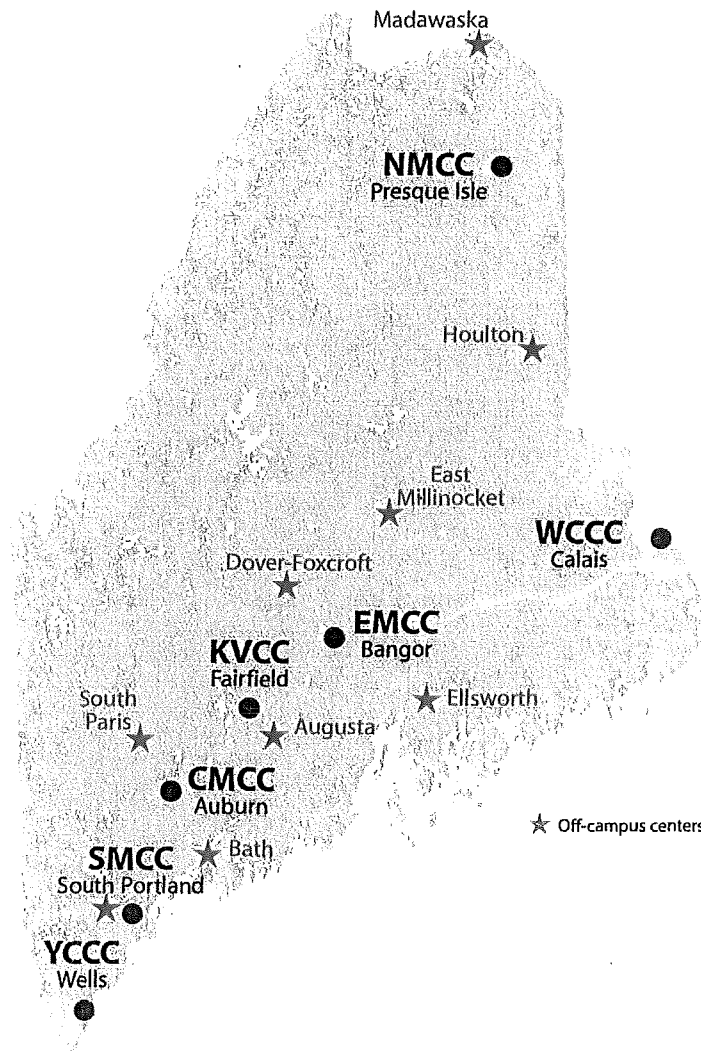 Madawaska
NMCC
Presque Isle
Houlton
East
Millinocket
WCCC
Calais
Dover-Foxcroft
EMCC
Bangor
KVCC
Fairfield
South
Paris
Ellsworth
Augusta
CMCC
Auburn
Off-campus centers
Bath
SMCC
South Portland
YCCC
Wells